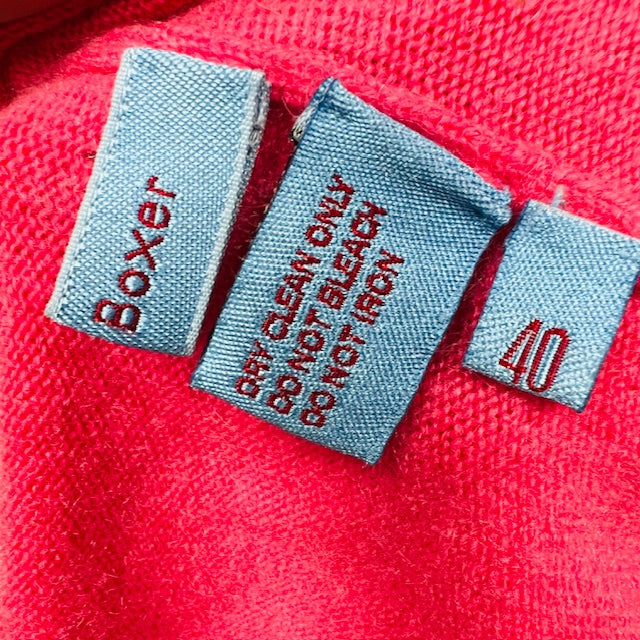 Boxer
DRY CLEAN ONLY
DO NOT BLEACH
DO NOT IRON
40